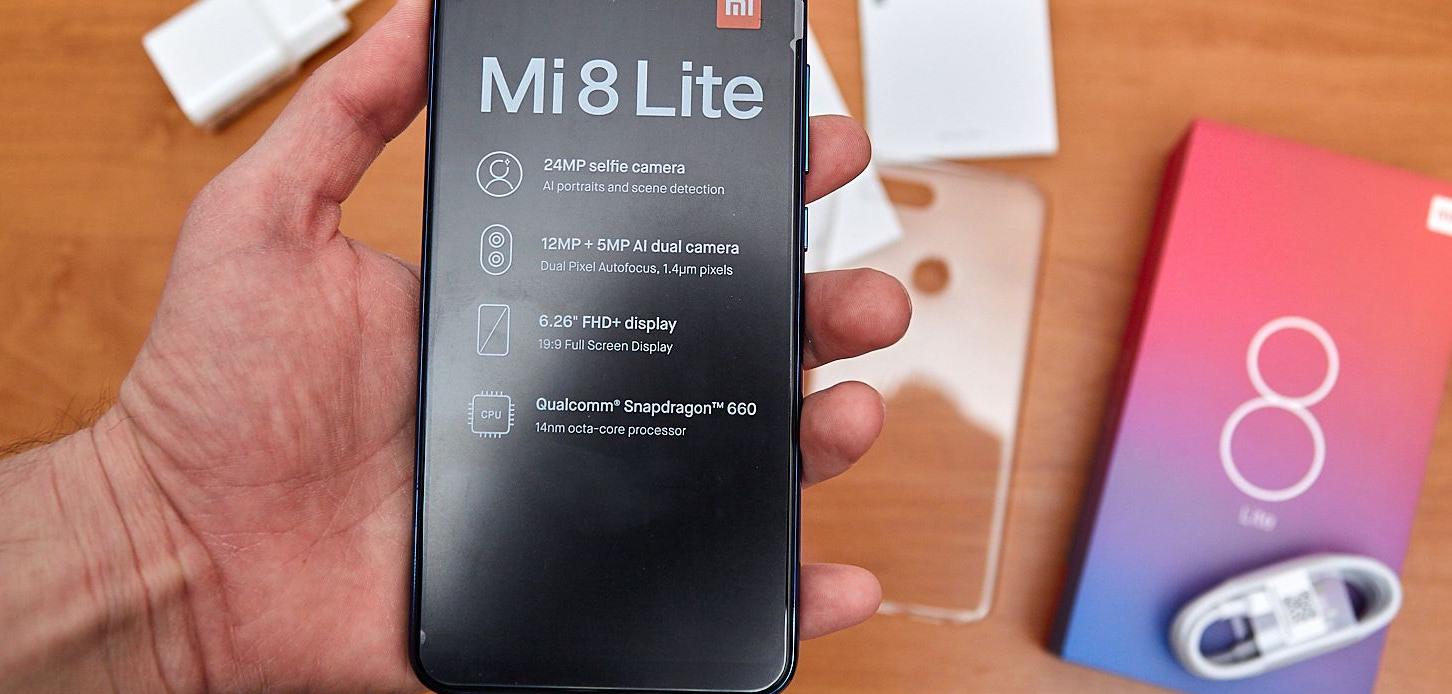 mi
Mi 8 Lite
24MP selfie camera
AI portraits and scene detection
12MP + 5MP AI dual camera
Dual Pixel Autofocus, 1.4μm pixels
6.26" FHD+ display
19:9 Full Screen Display
CPU
Qualcomm® Snapdragon™ 660
14nm octa-core processor
8
Lite